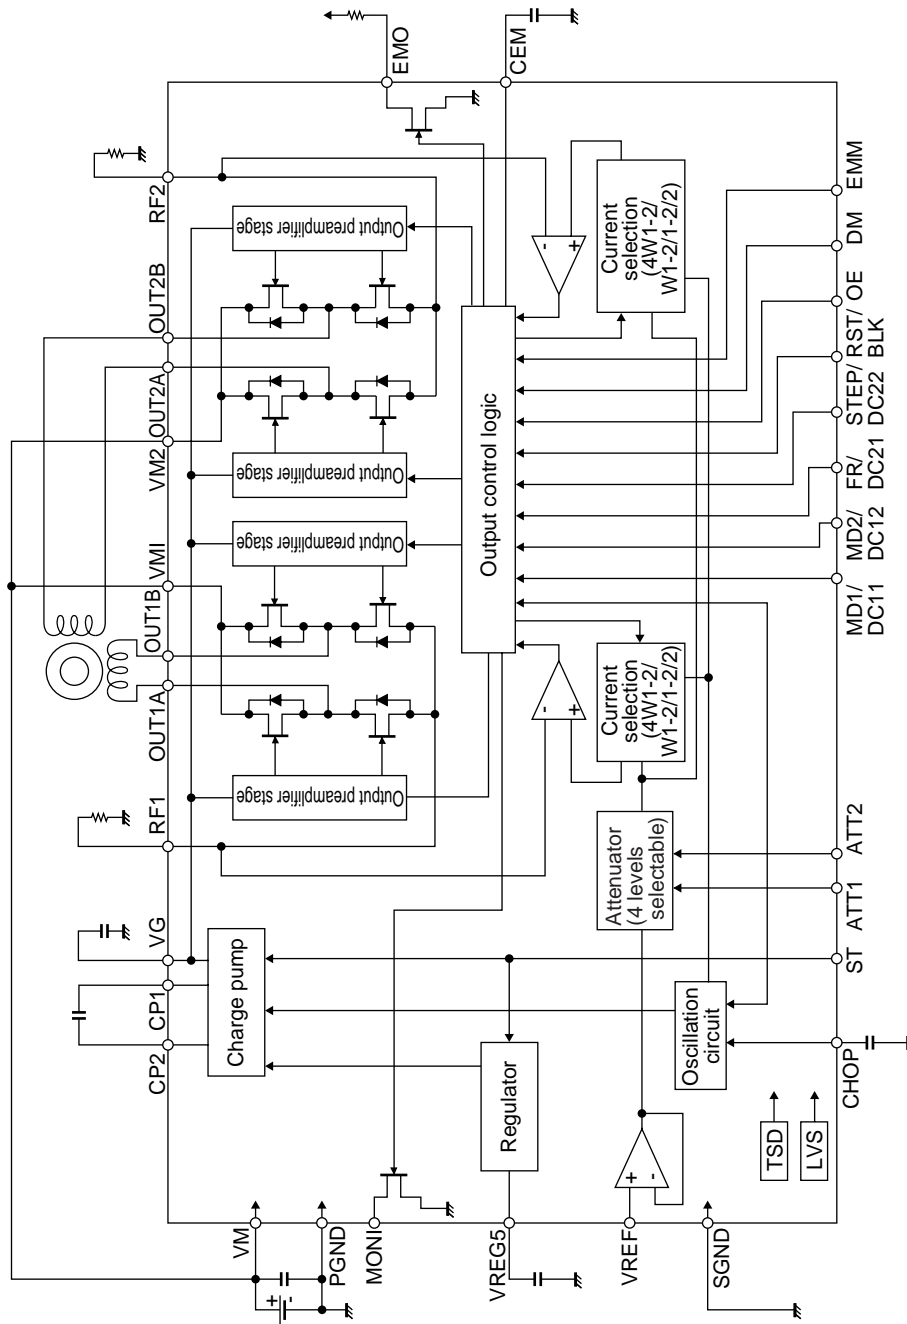 EMO
CEM
RF2
OUT2B
OUT2A
VM2
VMI
OUT1B
OUT1A
RF1
VG
CP1
CP2
Output preamplifier stage
Output preamplifier stage
Output preamplifier stage
Output preamplifier stage
Charge pump
Output control logic
Regulator
Current
selection
(4W1-2/
W1-2/1-2/2)
Current
selection
(4W1-2/
W1-2/1-2/2)
Attenuator
(4 levels
selectable)
Oscillation
circuit
TSD
LVS
-
+
-
+
+
-
+
-
VM
PGND
MONI
VREG5
VREF
SGND
CHOP
ST
ATT1
ATT2
MD1/
DC11
MD2/
DC12
FR/
DC21
STEP/
DC22
RST/
BLK
OE
DM
EMM